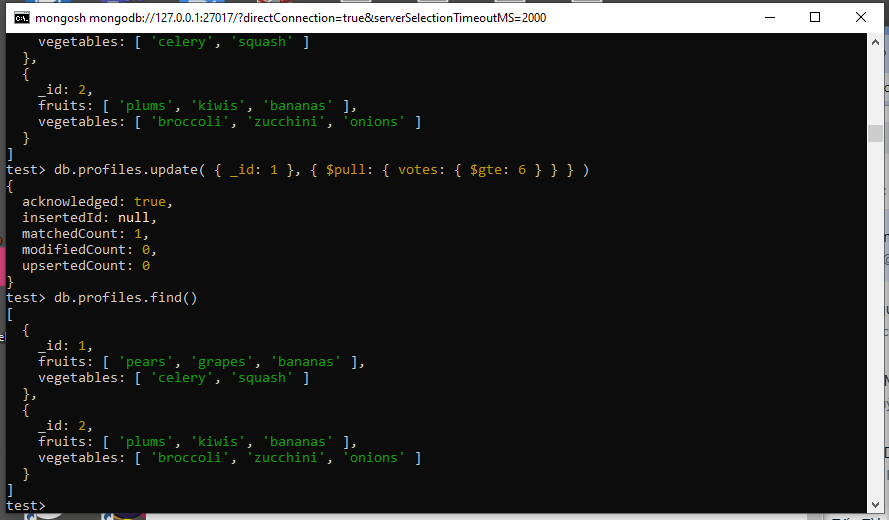 mongosh mongodb://127.0.0.1:27017/?directConnection=true&serverSelectionTimeoutMS=2000
    vegetables: [ 'celery', 'squash' ]
  },
  {
    _id: 2,
    fruits: [ 'plums', 'kiwis', 'bananas' ],
    vegetables: [ 'broccoli', 'zucchini', 'onions' ]
  }
]
test> db.profiles.update( { _id: 1 }, { $pull: { votes: { $gte: 6 } } } )
{
  acknowledged: true,
  insertedId: null,
  matchedCount: 1,
  modifiedCount: 0,
  upsertedCount: 0
}
test> db.profiles.find()
[
  {
    _id: 1,
    fruits: [ 'pears', 'grapes', 'bananas' ],
    vegetables: [ 'celery', 'squash' ]
  },
  {
    _id: 2,
    fruits: [ 'plums', 'kiwis', 'bananas' ],
    vegetables: [ 'broccoli', 'zucchini', 'onions' ]
  }
]
test>